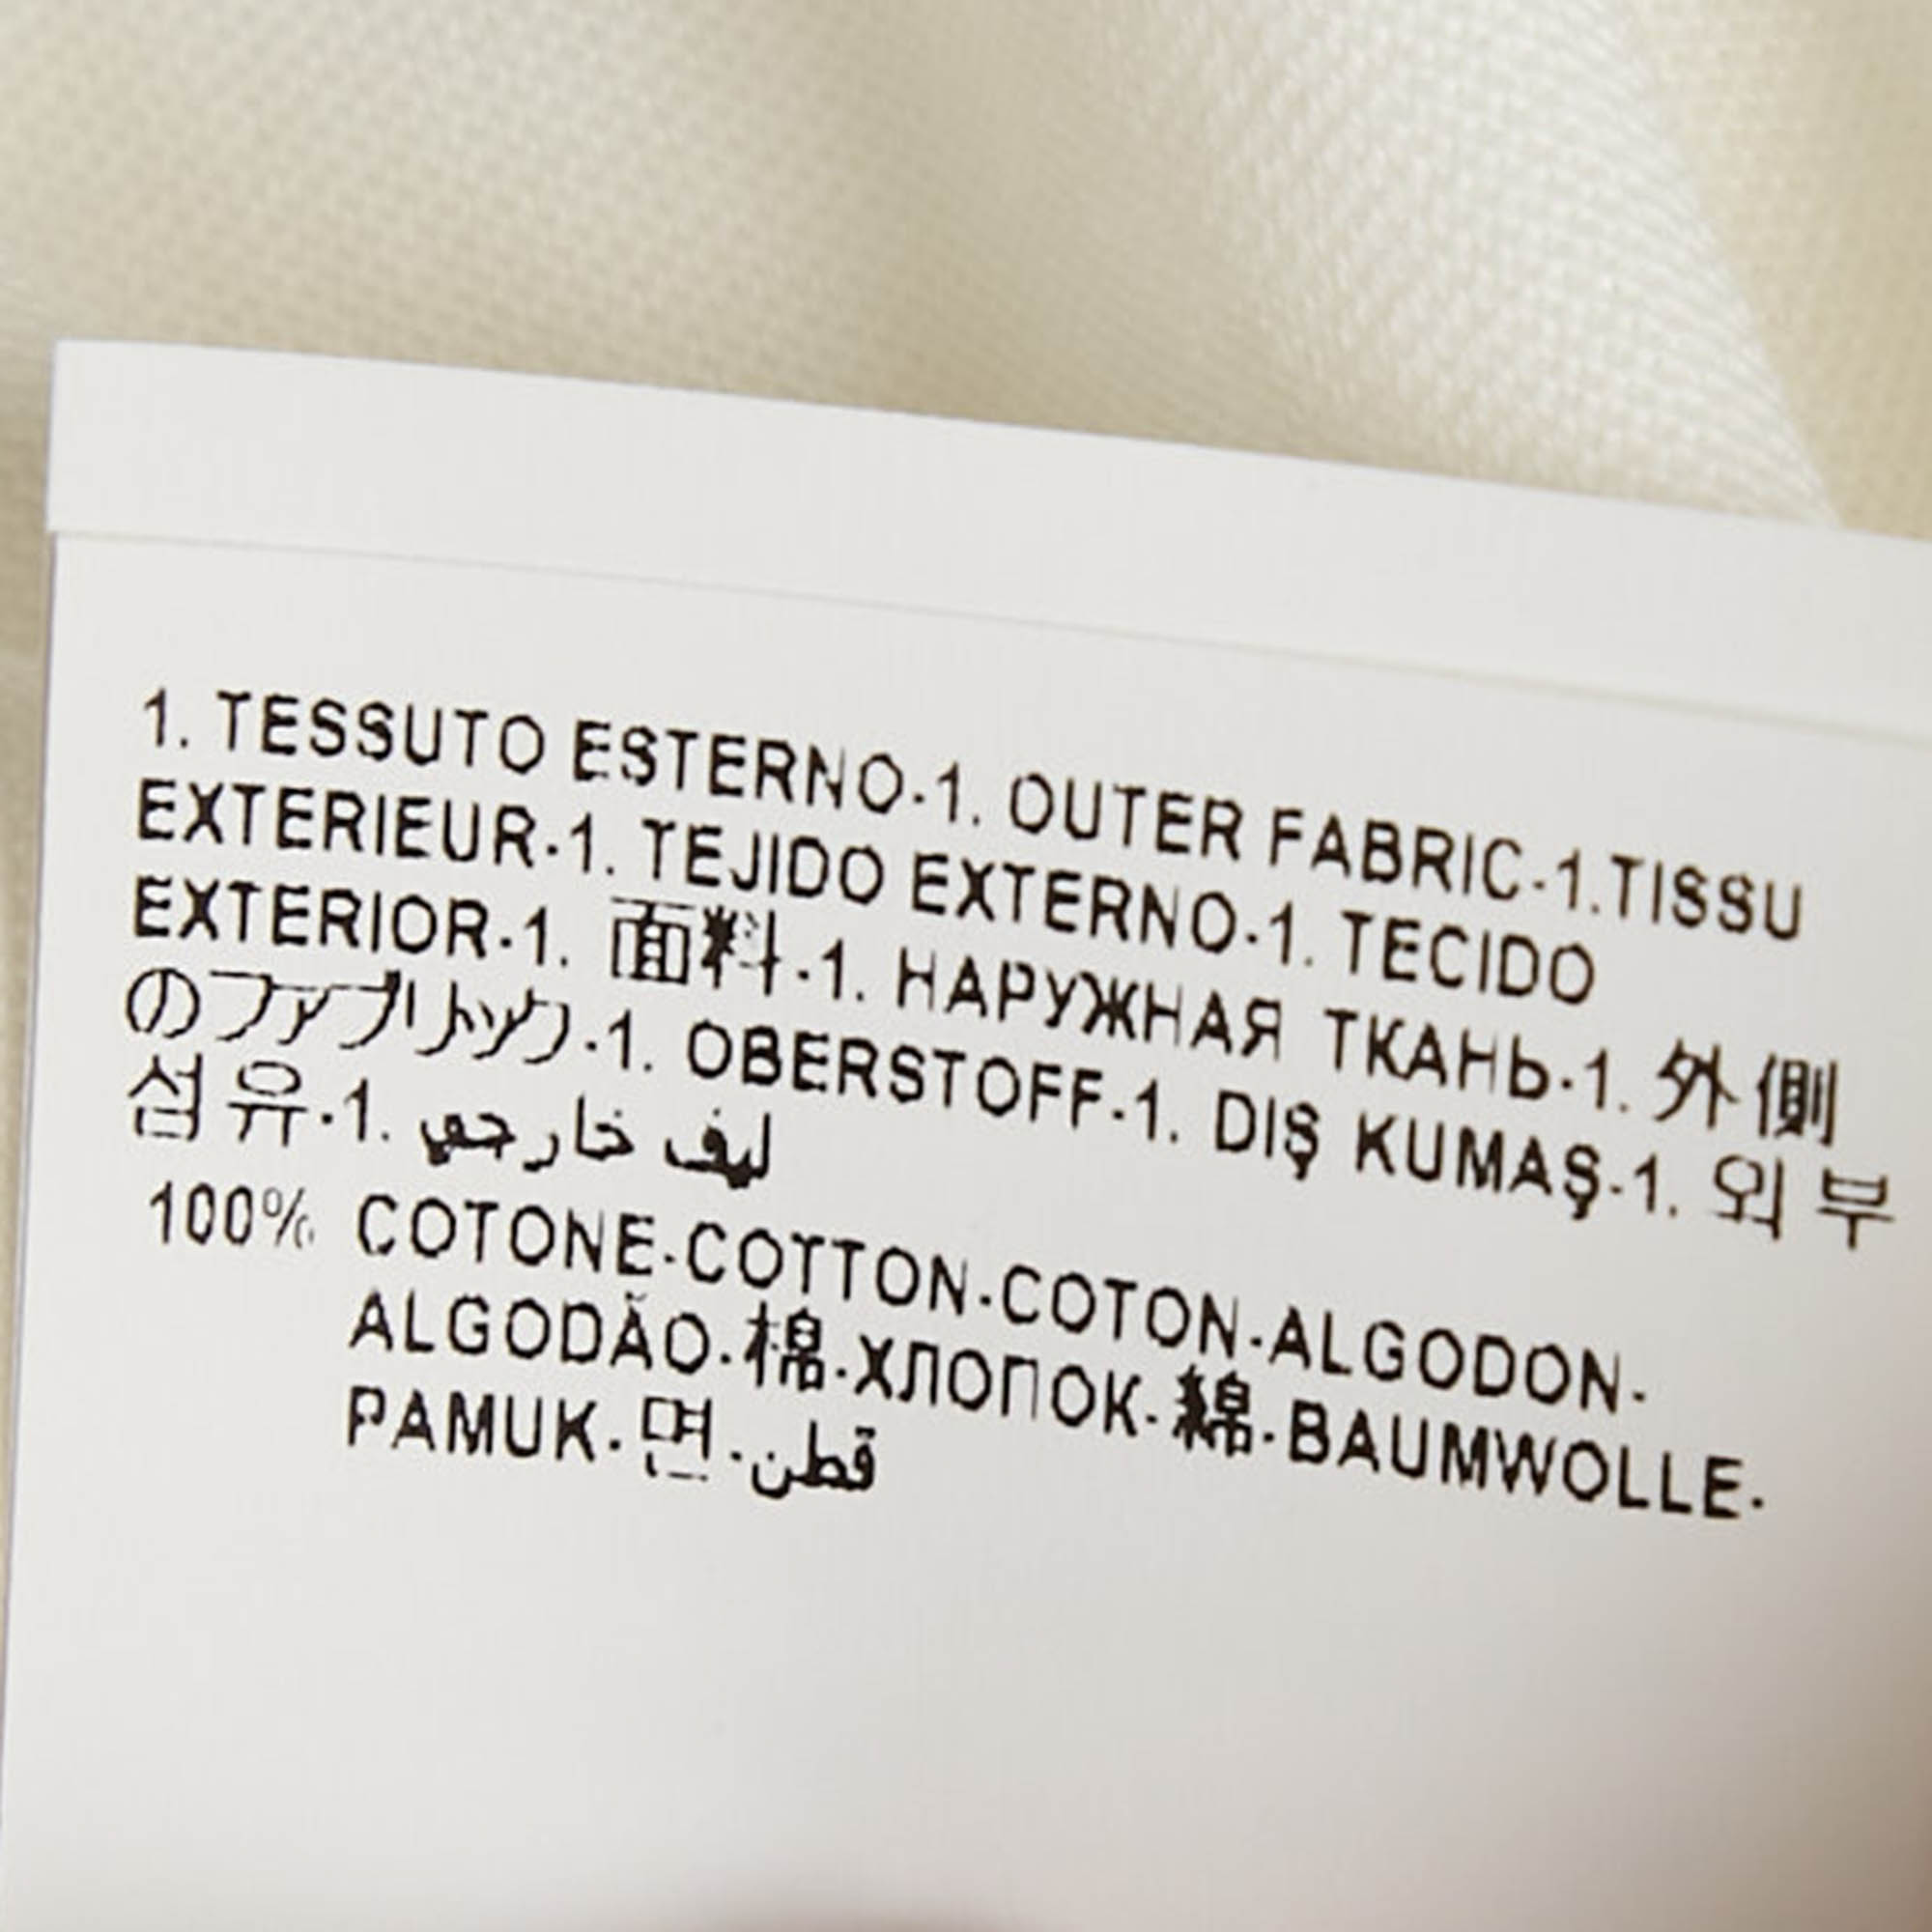 1. TESSUTO ESTERNO-1. OUTER FABRIC-1.TISSU
EXTERIEUR-1. TEJIDO EXTERNO-1. TECIDO
EXTERIOR-1. 面料-1. НАРУЖНАЯ ТКАНЬ-1. 外側
のファブリック-1. OBERSTOFF-1. DIŞ KUMAŞ-1. 외부
섬유-1. ليف خارجي
100% COTONE-COTTON-COTON-ALGODON-
ALGODÃO-棉-ХЛОПОК-綿-BAUMWOLLE-
PAMUK-면-قطن